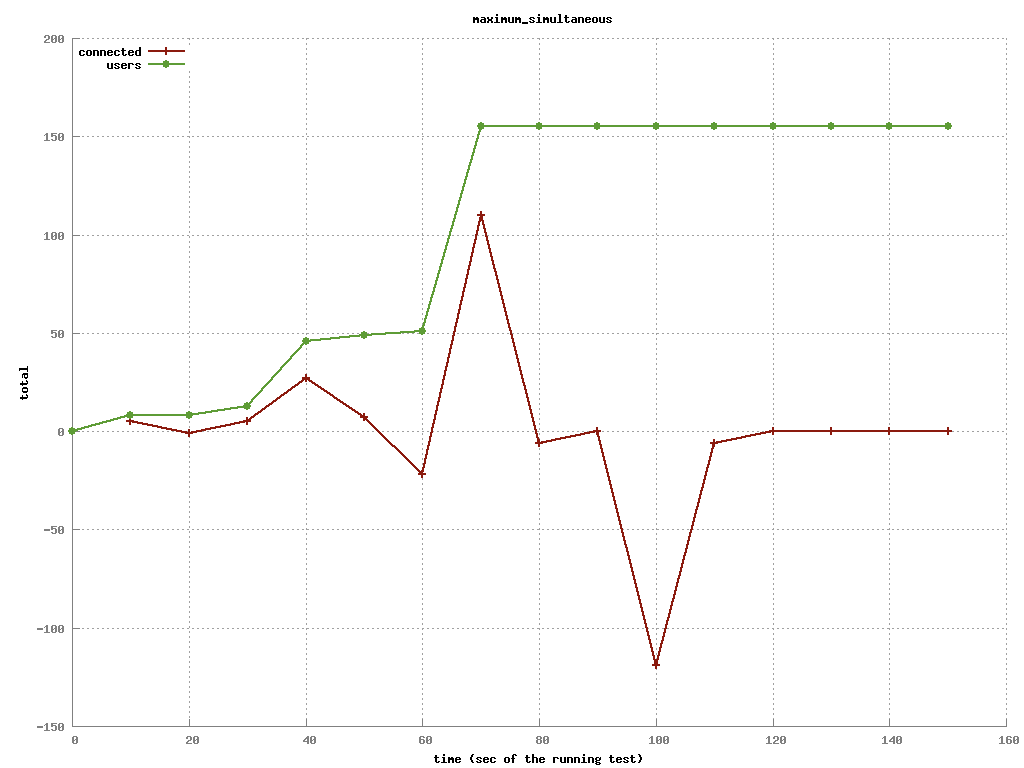 maximum_simultaneous
200
connected
users
150
100
50
total
0
-50
-100
-150
0 20 40 60 80 100 120 140 160
time (sec of the running test)